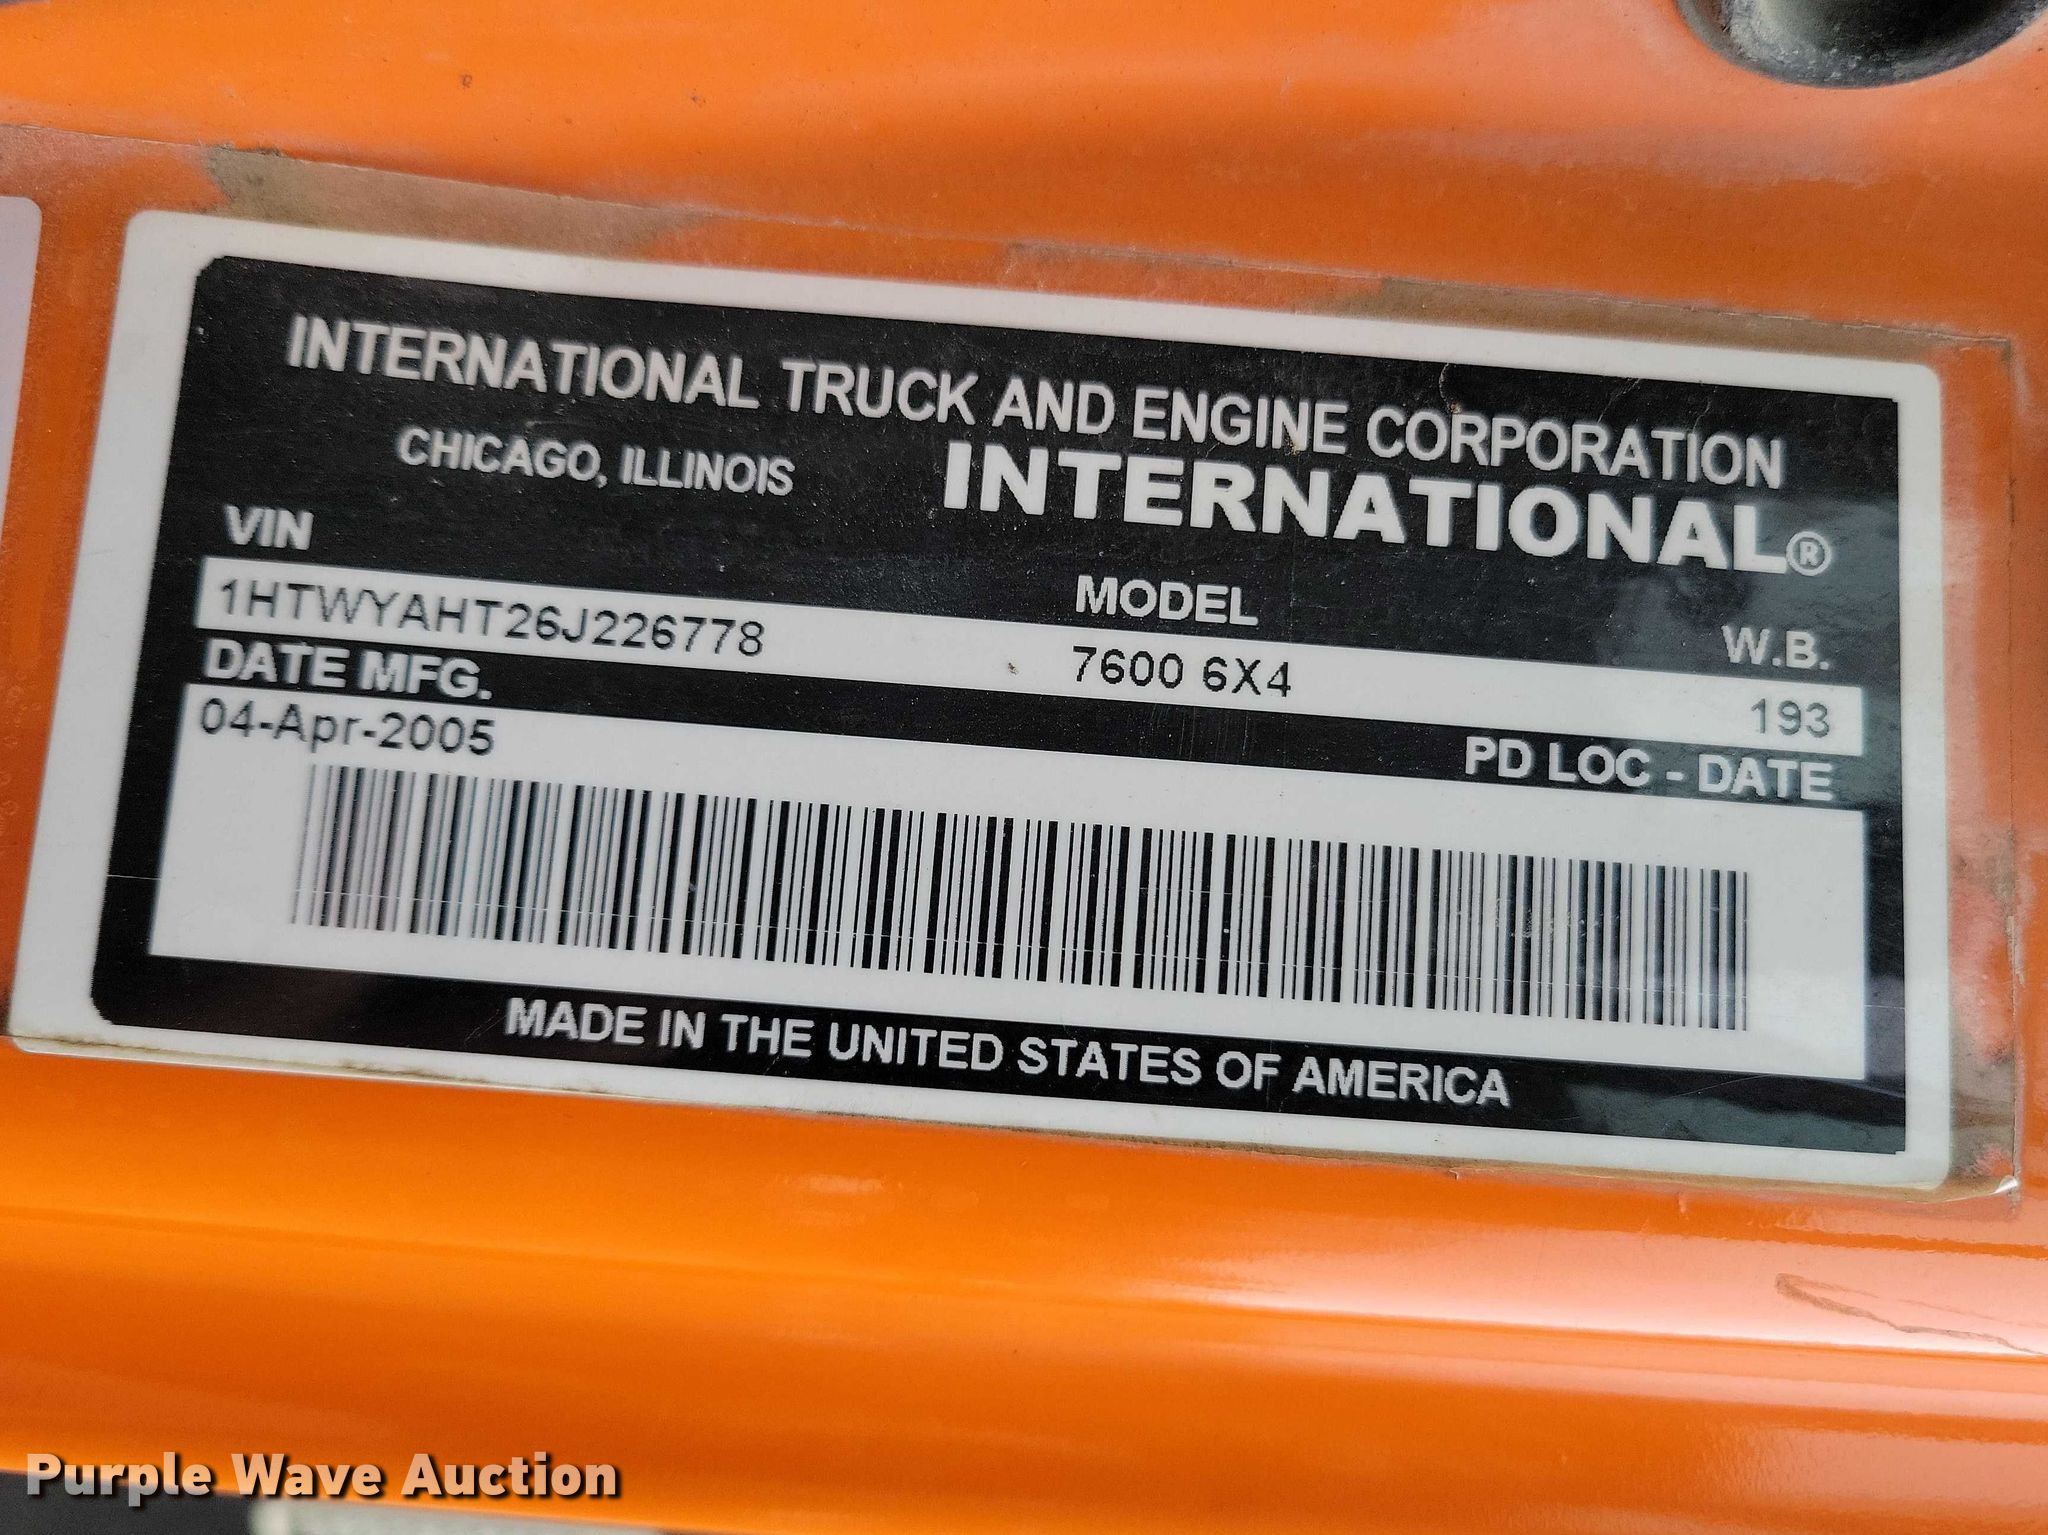 INTERNATIONAL TRUCK AND ENGINE CORPORATION
CHICAGO, ILLINOIS
INTERNATIONAL®
VIN
MODEL
W.B.
1HTWYAHT26J226778
7600 6X4
193
DATE MFG.
PD LOC - DATE
04-Apr-2005
MADE IN THE UNITED STATES OF AMERICA
Purple Wave Auction